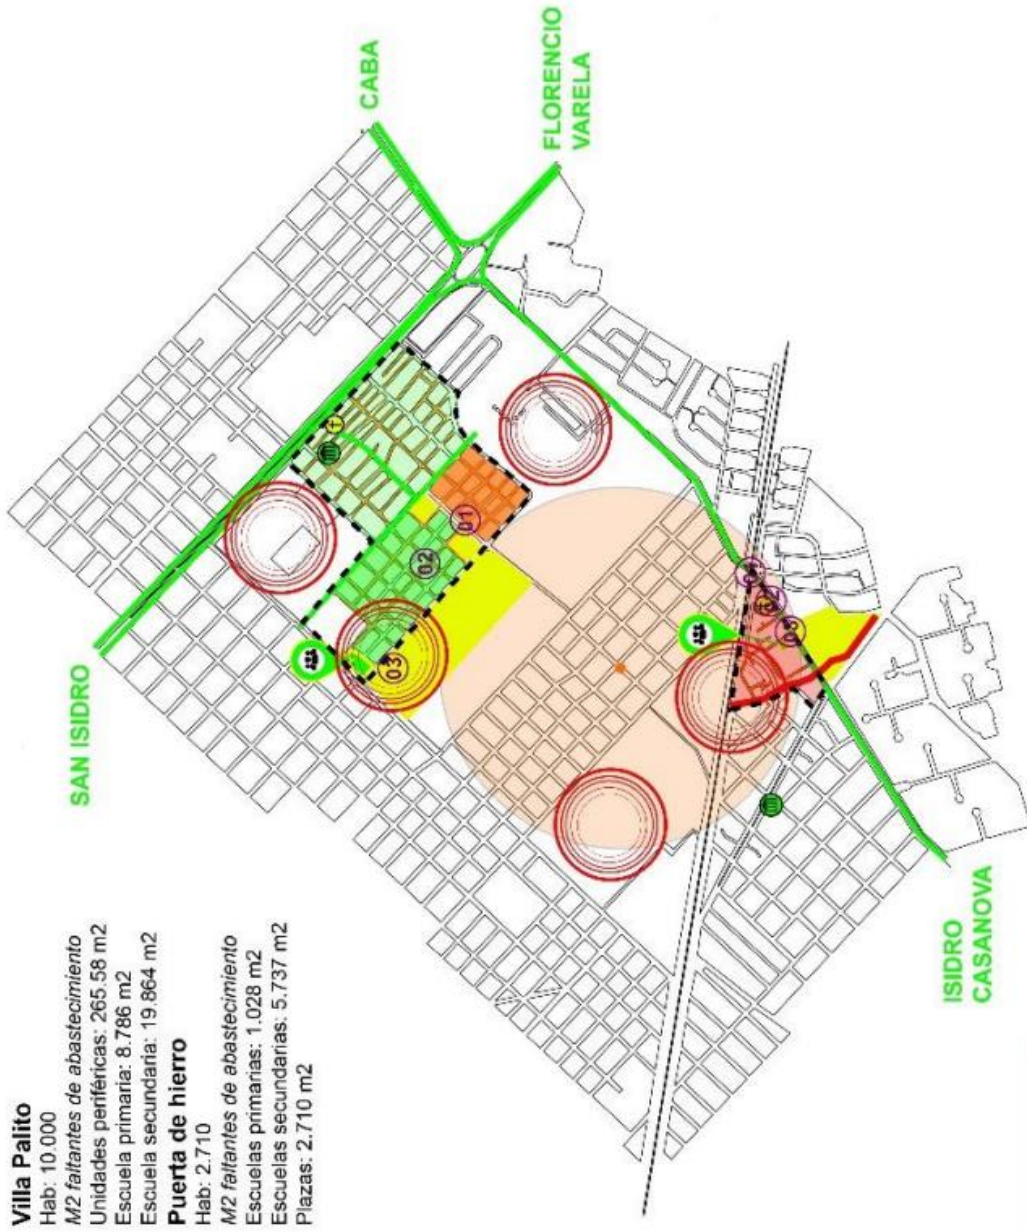 Villa Palito
Hab: 10.000
M2 faltantes de abastecimiento
Unidades periféricas: 265.58 m2
Escuela primaria: 8.786 m2
Escuela secundaria: 19.864 m2
Puerta de hierro
Hab: 2.710
M2 faltantes de abastecimiento
Escuelas primarias: 1.028 m2
Escuelas secundarias: 5.737 m2
Plazas: 2.710 m2
SAN ISIDRO
CABA
FLORENCIO
VARELA
ISIDRO
CASANOVA
01
02
03
03